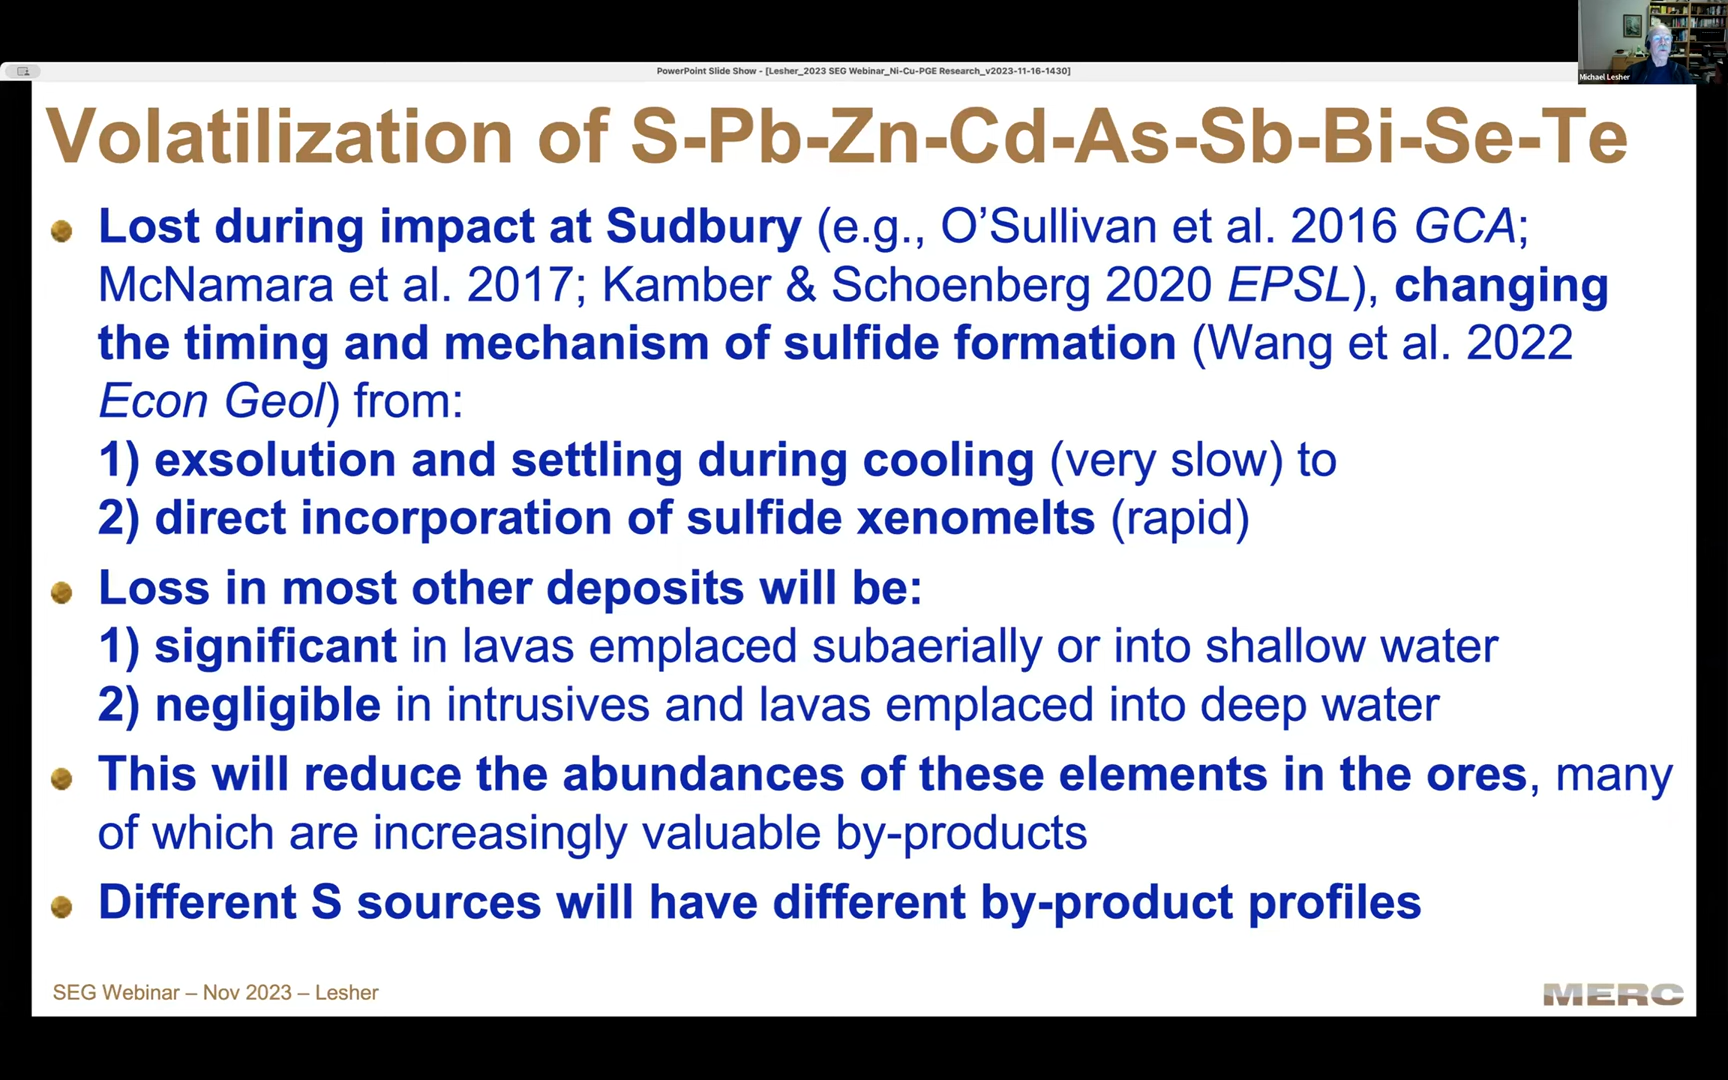 Michael Lesher
PowerPoint Slide Show - [Lesher_2023 SEG Webinar_Ni-Cu-PGE Research_v2023-11-16-1430]
Volatilization of S-Pb-Zn-Cd-As-Sb-Bi-Se-Te
Lost during impact at Sudbury (e.g., O’Sullivan et al. 2016 GCA;
McNamara et al. 2017; Kamber & Schoenberg 2020 EPSL), changing
the timing and mechanism of sulfide formation (Wang et al. 2022
Econ Geol) from:
1) exsolution and settling during cooling (very slow) to
2) direct incorporation of sulfide xenomelts (rapid)
Loss in most other deposits will be:
1) significant in lavas emplaced subaerially or into shallow water
2) negligible in intrusives and lavas emplaced into deep water
This will reduce the abundances of these elements in the ores, many
of which are increasingly valuable by-products
Different S sources will have different by-product profiles
SEG Webinar – Nov 2023 – Lesher
MERC